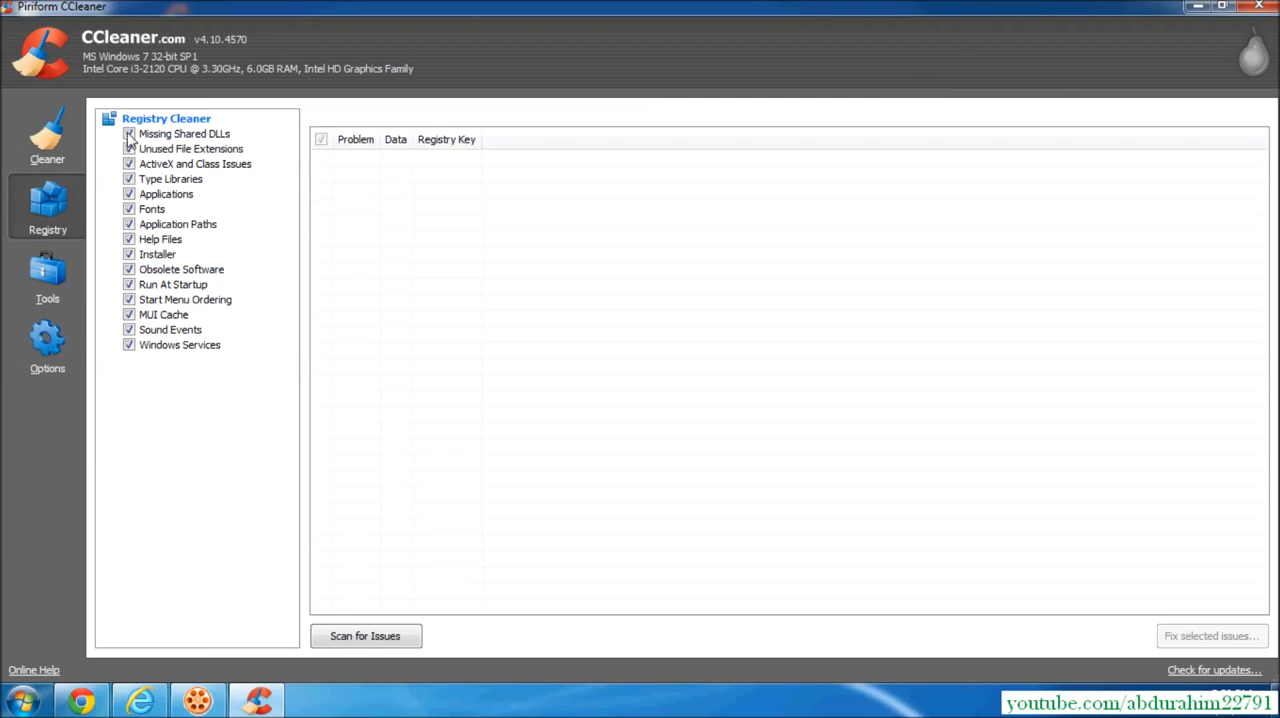 Piriform CCleaner
CCleaner.com v4.10.4570
MS Windows 7 32-bit SP1
Intel Core i3-2120 CPU @ 3.30GHz, 6.0GB RAM, Intel HD Graphics Family
Cleaner
Registry
Tools
Options
Registry Cleaner
Missing Shared DLLs
Unused File Extensions
ActiveX and Class Issues
Type Libraries
Applications
Fonts
Application Paths
Help Files
Installer
Obsolete Software
Run At Startup
Start Menu Ordering
MUI Cache
Sound Events
Windows Services
Problem Data Registry Key
Scan for Issues
Fix selected issues...
Online Help
Check for updates...
youtube.com/abdurahim22791